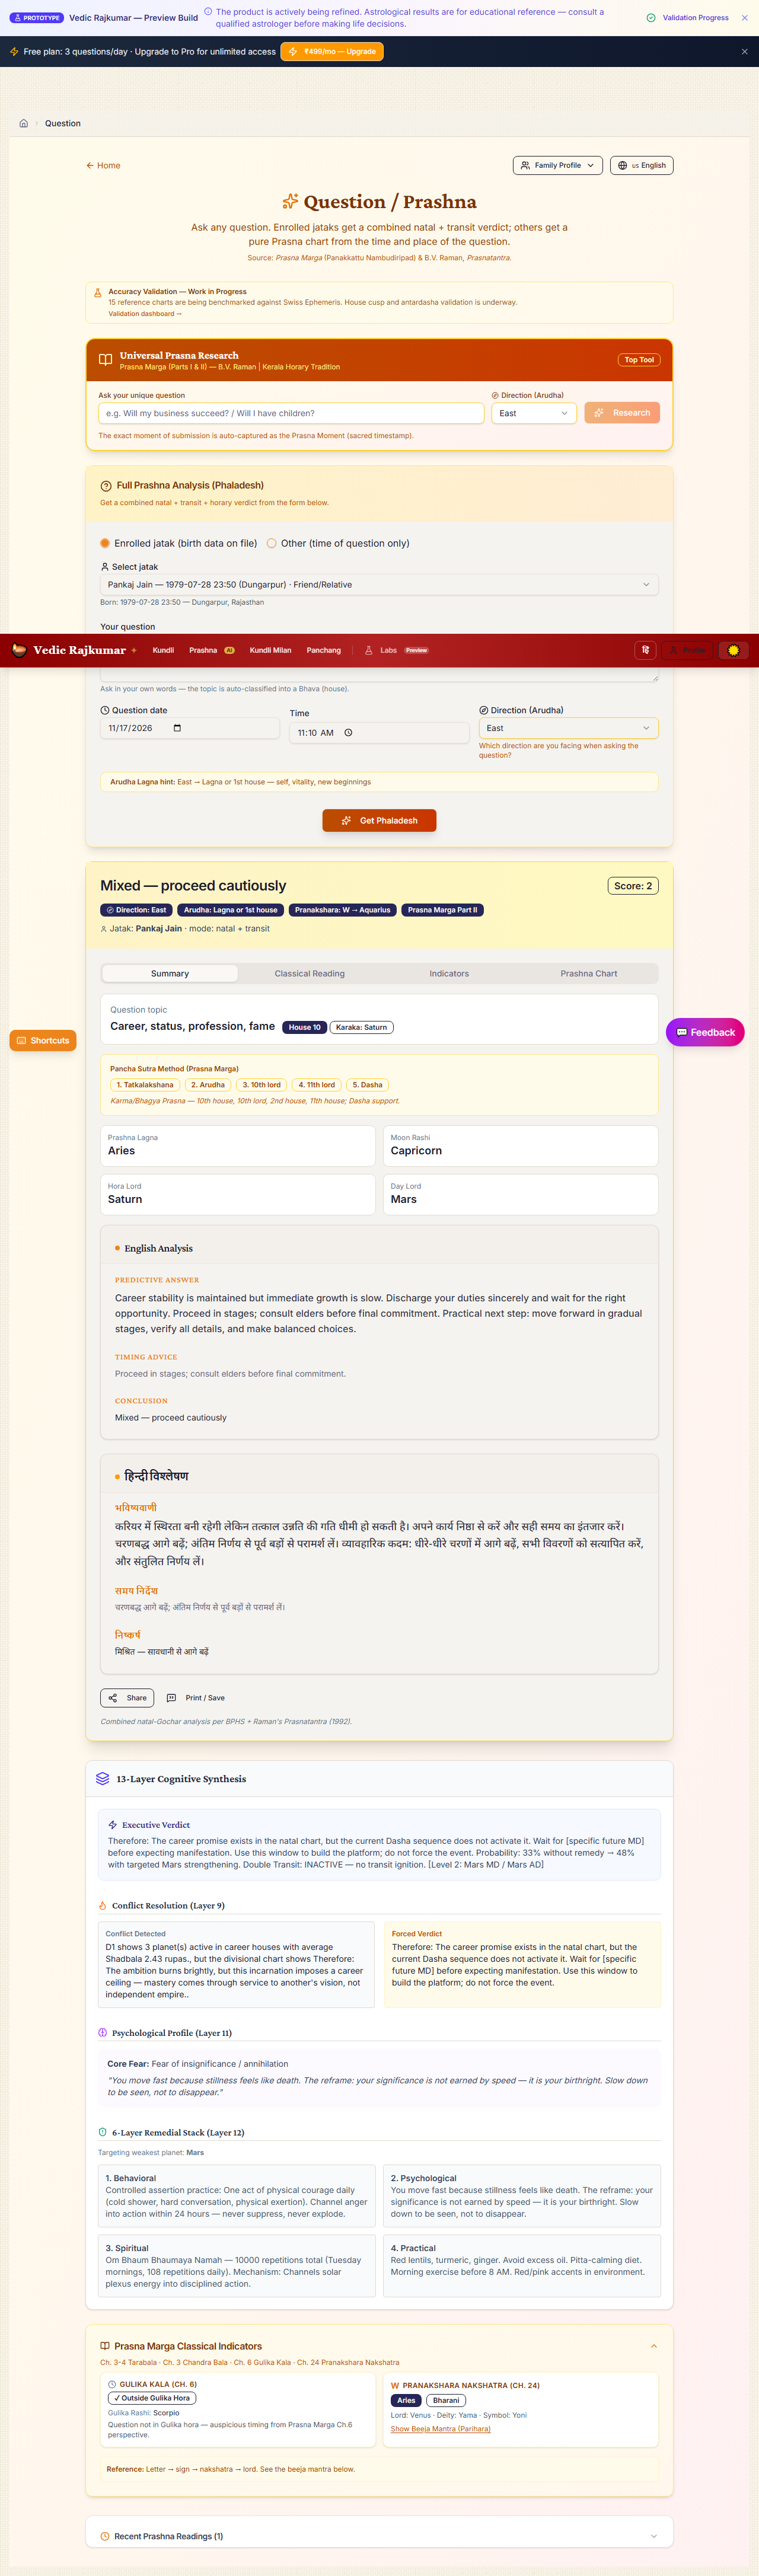 PROTOTYPE
Vedic Rajkumar — Preview Build
The product is actively being refined. Astrological results are for educational reference — consult a
qualified astrologer before making life decisions.
Validation Progress
Free plan: 3 questions/day · Upgrade to Pro for unlimited access
₹499/mo — Upgrade
Question
Home
Family Profile
US English
Question / Prashna
Ask any question. Enrolled jataks get a combined natal + transit verdict; others get a
pure Prasna chart from the time and place of the question.
Source: Prasna Marga (Panakkattu Nambudiripad) & B.V. Raman, Prasnatantra.
Accuracy Validation — Work in Progress
15 reference charts are being benchmarked against Swiss Ephemeris. House cusp and antardasha validation is underway.
Validation dashboard →
Universal Prasna Research
Prasna Marga (Parts I & II) — B.V. Raman | Kerala Horary Tradition
Top Tool
Ask your unique question
Direction (Arudha)
e.g. Will my business succeed? / Will I have children?
East
Research
The exact moment of submission is auto-captured as the Prasna Moment (sacred timestamp).
Full Prashna Analysis (Phaladesh)
Get a combined natal + transit + horary verdict from the form below.
Enrolled jatak (birth data on file)
Other (time of question only)
Select jatak
Pankaj Jain — 1979-07-28 23:50 (Dungarpur) · Friend/Relative
Born: 1979-07-28 23:50 — Dungarpur, Rajasthan
Your question
Vedic Rajkumar
Kundli
Prashna
AI
Kundli Milan
Panchang
Labs
Preview
हिं
Profile
Ask in your own words — the topic is auto-classified into a Bhava (house).
Question date
Time
Direction (Arudha)
11/17/2026
11:10 AM
East
Which direction are you facing when asking the
question?
Arudha Lagna hint: East → Lagna or 1st house — self, vitality, new beginnings
Get Phaladesh
Mixed — proceed cautiously
Score: 2
Direction: East
Arudha: Lagna or 1st house
Pranakshara: W → Aquarius
Prasna Marga Part II
Jatak: Pankaj Jain · mode: natal + transit
Summary
Classical Reading
Indicators
Prashna Chart
Question topic
Career, status, profession, fame
House 10
Karaka: Saturn
Pancha Sutra Method (Prasna Marga)
1. Tatkalakshana
2. Arudha
3. 10th lord
4. 11th lord
5. Dasha
Karma/Bhagya Prasna — 10th house, 10th lord, 2nd house, 11th house; Dasha support.
Prashna Lagna
Aries
Moon Rashi
Capricorn
Hora Lord
Saturn
Day Lord
Mars
English Analysis
PREDICTIVE ANSWER
Career stability is maintained but immediate growth is slow. Discharge your duties sincerely and wait for the right
opportunity. Proceed in stages; consult elders before final commitment. Practical next step: move forward in gradual
stages, verify all details, and make balanced choices.
TIMING ADVICE
Proceed in stages; consult elders before final commitment.
CONCLUSION
Mixed — proceed cautiously
हिन्दी विश्लेषण
भविष्यवाणी
करियर में स्थिरता बनी रहेगी लेकिन तत्काल उन्नति की गति धीमी हो सकती है। अपने कार्य निष्ठा से करें और सही समय का इंतजार करें।
चरणबद्ध आगे बढ़ें; अंतिम निर्णय से पूर्व बड़ों से परामर्श लें। व्यावहारिक कदम: धीरे-धीरे चरणों में आगे बढ़ें, सभी विवरणों को सत्यापित करें,
और संतुलित निर्णय लें।
समय निर्देश
चरणबद्ध आगे बढ़ें; अंतिम निर्णय से पूर्व बड़ों से परामर्श लें।
निष्कर्ष
मिश्रित — सावधानी से आगे बढ़ें
Share
Print / Save
Combined natal-Gochar analysis per BPHS + Raman's Prasnatantra (1992).
Shortcuts
Feedback
13-Layer Cognitive Synthesis
Executive Verdict
Therefore: The career promise exists in the natal chart, but the current Dasha sequence does not activate it. Wait for [specific future MD]
before expecting manifestation. Use this window to build the platform; do not force the event. Probability: 33% without remedy → 48%
with targeted Mars strengthening. Double Transit: INACTIVE — no transit ignition. [Level 2: Mars MD / Mars AD]
Conflict Resolution (Layer 9)
Conflict Detected
D1 shows 3 planet(s) active in career houses with average
Shadbala 2.43 rupas., but the divisional chart shows Therefore:
The ambition burns brightly, but this incarnation imposes a career
ceiling — mastery comes through service to another's vision, not
independent empire..
Forced Verdict
Therefore: The career promise exists in the natal chart, but the
current Dasha sequence does not activate it. Wait for [specific
future MD] before expecting manifestation. Use this window to
build the platform; do not force the event.
Psychological Profile (Layer 11)
Core Fear: Fear of insignificance / annihilation
"You move fast because stillness feels like death. The reframe: your significance is not earned by speed — it is your birthright. Slow down
to be seen, not to disappear."
6-Layer Remedial Stack (Layer 12)
Targeting weakest planet: Mars
1. Behavioral
Controlled assertion practice: One act of physical courage daily
(cold shower, hard conversation, physical exertion). Channel anger
into action within 24 hours — never suppress, never explode.
2. Psychological
You move fast because stillness feels like death. The reframe: your
significance is not earned by speed — it is your birthright. Slow
down to be seen, not to disappear.
3. Spiritual
Om Bhaum Bhaumaya Namah — 10000 repetitions total (Tuesday
mornings, 108 repetitions daily). Mechanism: Channels solar
plexus energy into disciplined action.
4. Practical
Red lentils, turmeric, ginger. Avoid excess oil. Pitta-calming diet.
Morning exercise before 8 AM. Red/pink accents in environment.
Prasna Marga Classical Indicators
Ch. 3-4 Tarabala · Ch. 3 Chandra Bala · Ch. 6 Gulika Kala · Ch. 24 Pranakshara Nakshatra
GULIKA KALA (CH. 6)
✓ Outside Gulika Hora
Gulika Rashi: Scorpio
Question not in Gulika hora — auspicious timing from Prasna Marga Ch.6
perspective.
W PRANAKSHARA NAKSHATRA (CH. 24)
Aries
Bharani
Lord: Venus · Deity: Yama · Symbol: Yoni
Show Beeja Mantra (Parihara)
Reference: Letter → sign → nakshatra → lord. See the beeja mantra below.
Recent Prashna Readings (1)